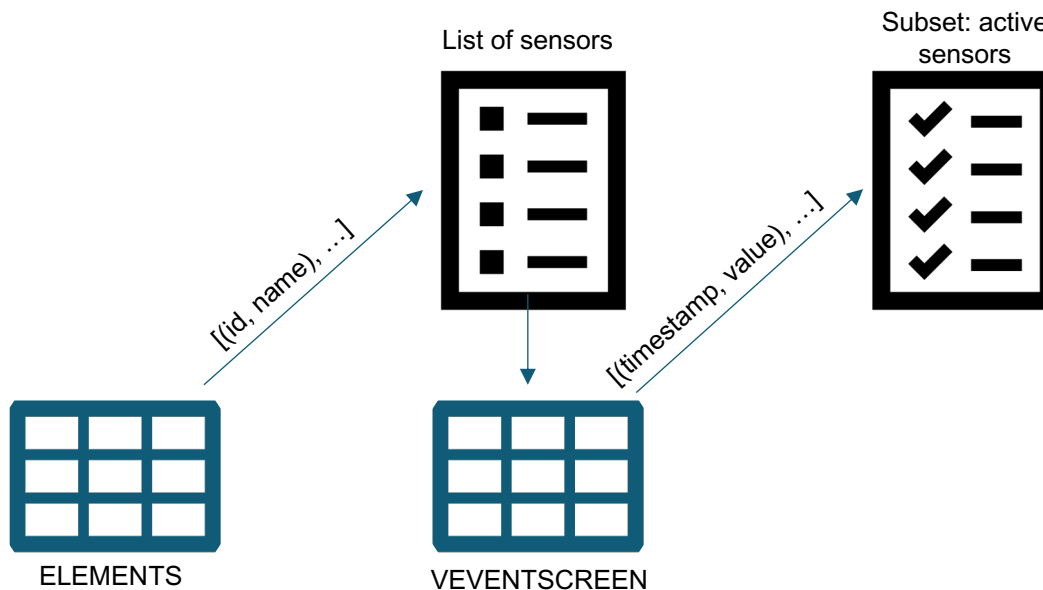 List of sensors
Subset: active
sensors
[(id, name), …]
[(timestamp, value), …]
ELEMENTS
VEVENTSCREEN